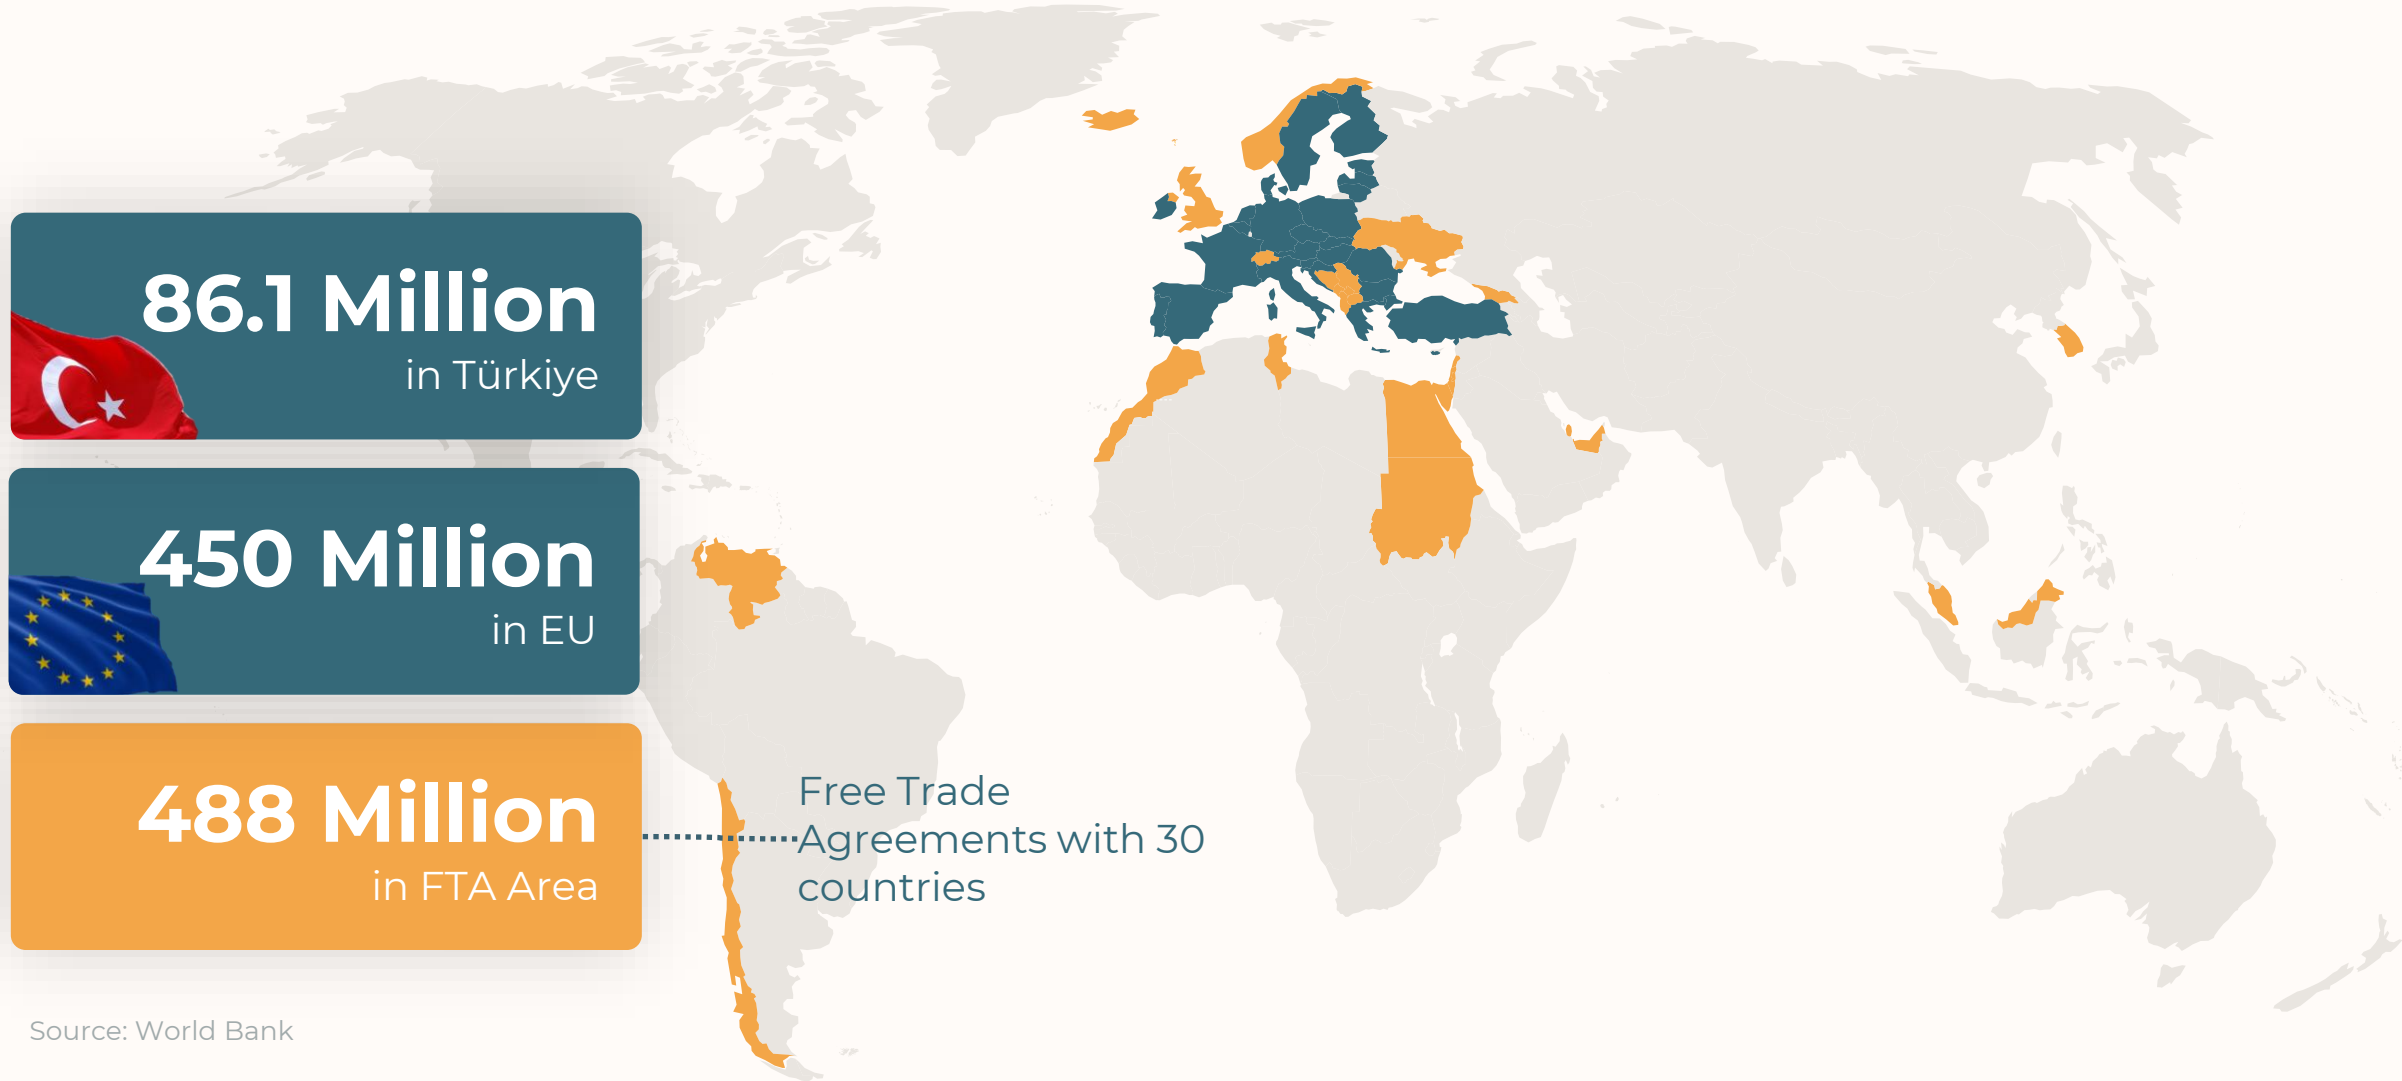 86.1 Million
in Türkiye
450 Million
in EU
488 Million
in FTA Area
Free Trade
Agreements with 30
countries
Source: World Bank